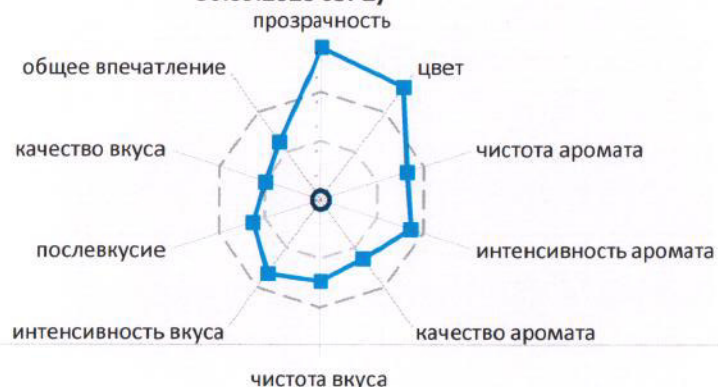 прозрачность
общее впечатление
цвет
качество вкуса
чистота аромата
послевкусие
интенсивность аромата
интенсивность вкуса
качество аромата
чистота вкуса